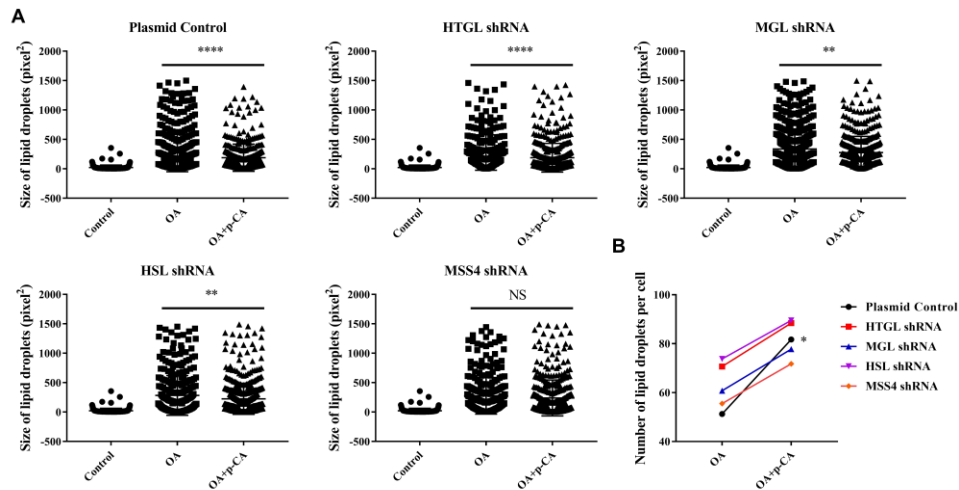 A
Plasmid Control
****
Size of lipid droplets (pixel²)
2000
1500
1000
500
0
-500
Control
OA
OA+p-CA
HTGL shRNA
****
Size of lipid droplets (pixel²)
2000
1500
1000
500
0
-500
Control
OA
OA+p-CA
MGL shRNA
**
Size of lipid droplets (pixel²)
2000
1500
1000
500
0
-500
Control
OA
OA+p-CA
HSL shRNA
**
Size of lipid droplets (pixel²)
2000
1500
1000
500
0
-500
Control
OA
OA+p-CA
MSS4 shRNA
NS
Size of lipid droplets (pixel²)
2000
1500
1000
500
0
-500
Control
OA
OA+p-CA
B
Number of lipid droplets per cell
100
80
60
40
OA
OA+p-CA
*
Plasmid Control
HTGL shRNA
MGL shRNA
HSL shRNA
MSS4 shRNA